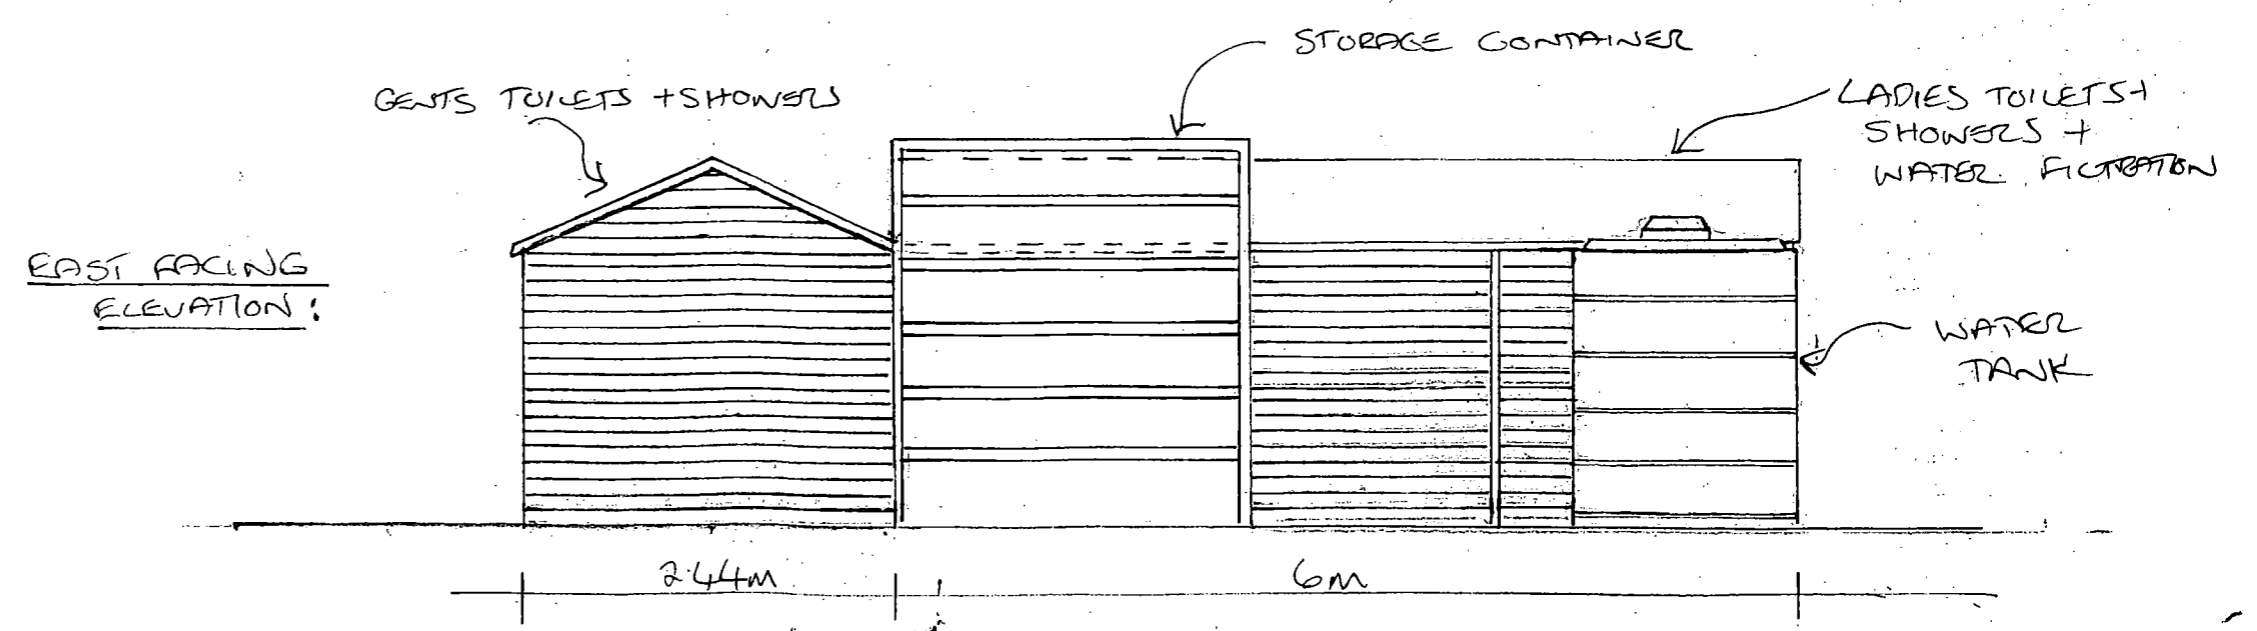 STORAGE CONTAINER
GENTS TOILETS + SHOWERS
LADIES TOILETS +
SHOWERS +
WATER FILTRATION
EAST FACING
ELEVATION:
WATER
TANK
2.44m
6m